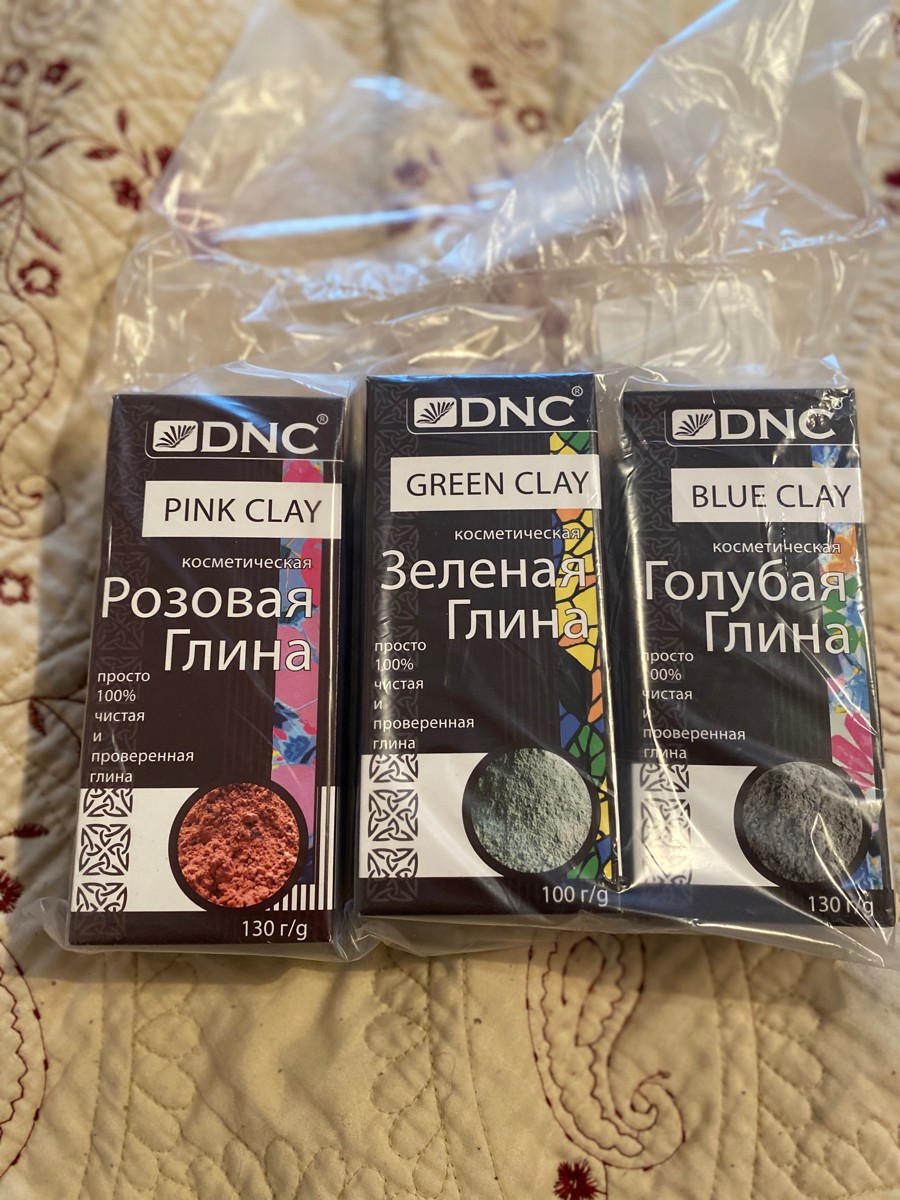 DNC®
PINK CLAY
косметическая
Розовая
Глина
просто
100%
чистая
и
проверенная
глина
130 г/g
DNC®
GREEN CLAY
косметическая
Зеленая
Глина
просто
100%
чистая
и
проверенная
глина
100 г/g
DNC
BLUE CLAY
косметическая
Голубая
Глина
просто
100%
чистая
и
проверенная
глина
130 г/g